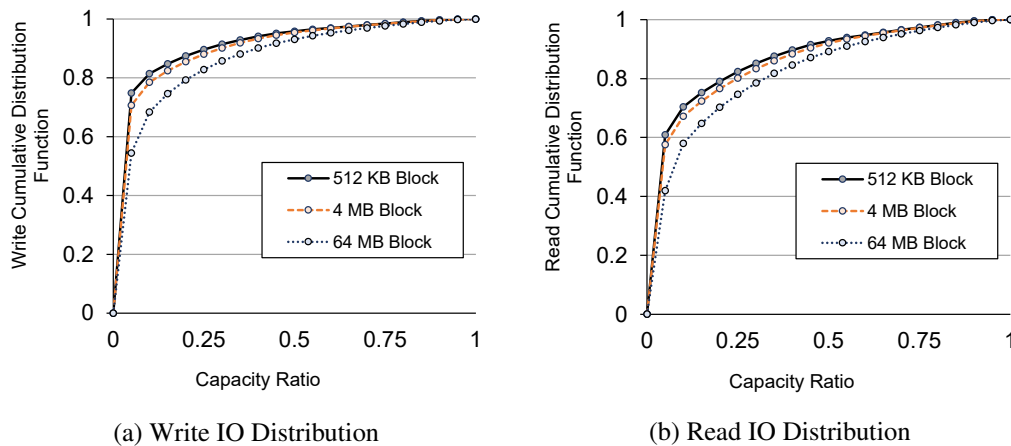 1
0.8
0.6
0.4
0.2
0
Write Cumulative Distribution
Function
512 KB Block
4 MB Block
64 MB Block
0
0.25
0.5
0.75
1
Capacity Ratio
(a) Write IO Distribution
1
0.8
0.6
0.4
0.2
0
Read Cumulative Distribution
Function
512 KB Block
4 MB Block
64 MB Block
0
0.25
0.5
0.75
1
Capacity Ratio
(b) Read IO Distribution